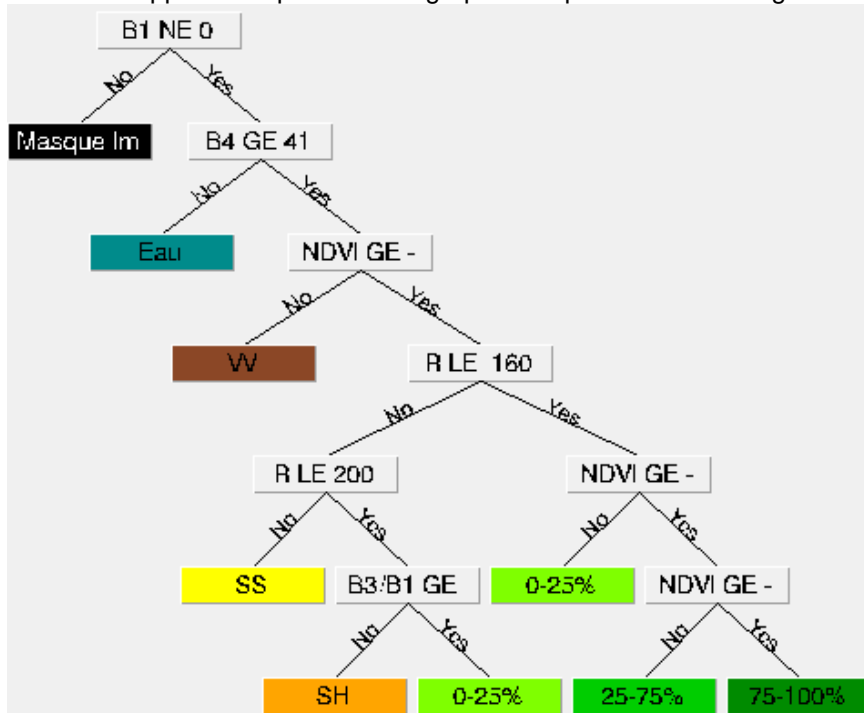 B1 NE 0
No
Yes
Masque Im
B4 GE 41
No
Yes
Eau
NDVI GE -
No
Yes
VV
R LE 160
No
Yes
R LE 200
NDVI GE -
No
Yes
No
Yes
SS
B3/B1 GE
0-25%
NDVI GE -
No
Yes
No
Yes
SH
0-25%
25-75%
75-100%